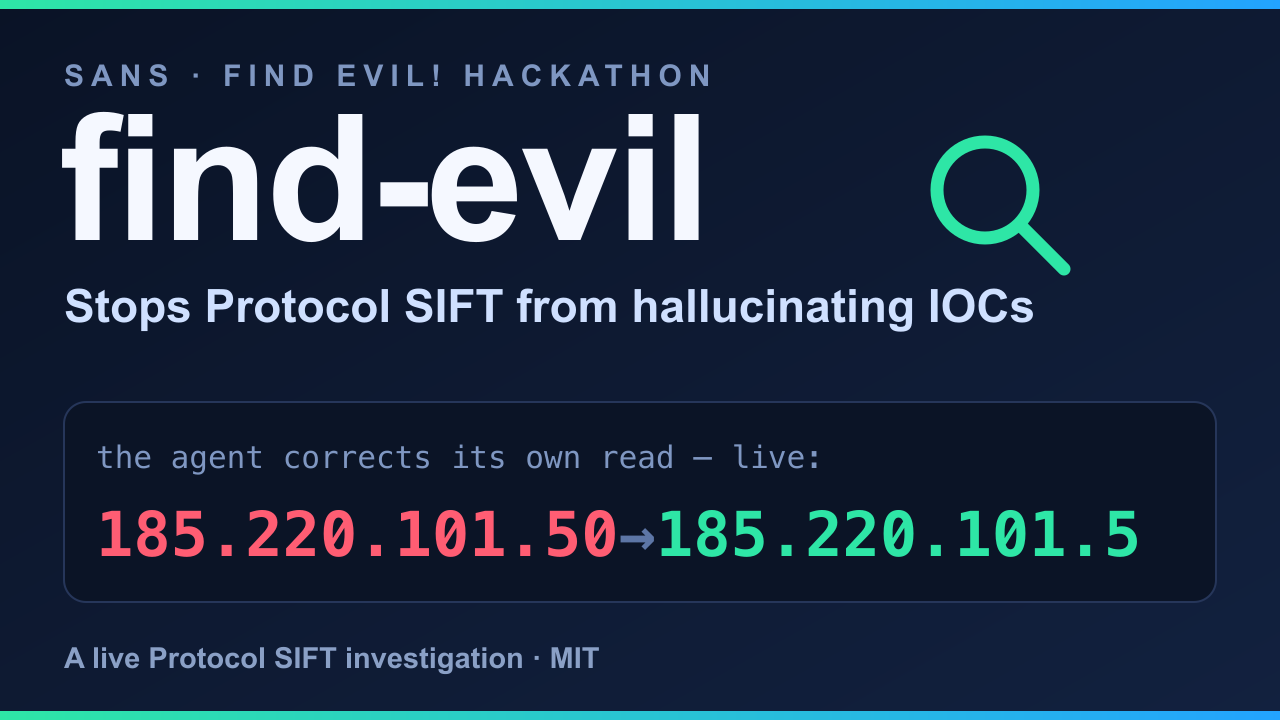 SANS · FIND EVIL! HACKATHON
find-evil
Stops Protocol SIFT from hallucinating IOCs
the agent corrects its own read — live:
185.220.101.50→185.220.101.5
A live Protocol SIFT investigation · MIT